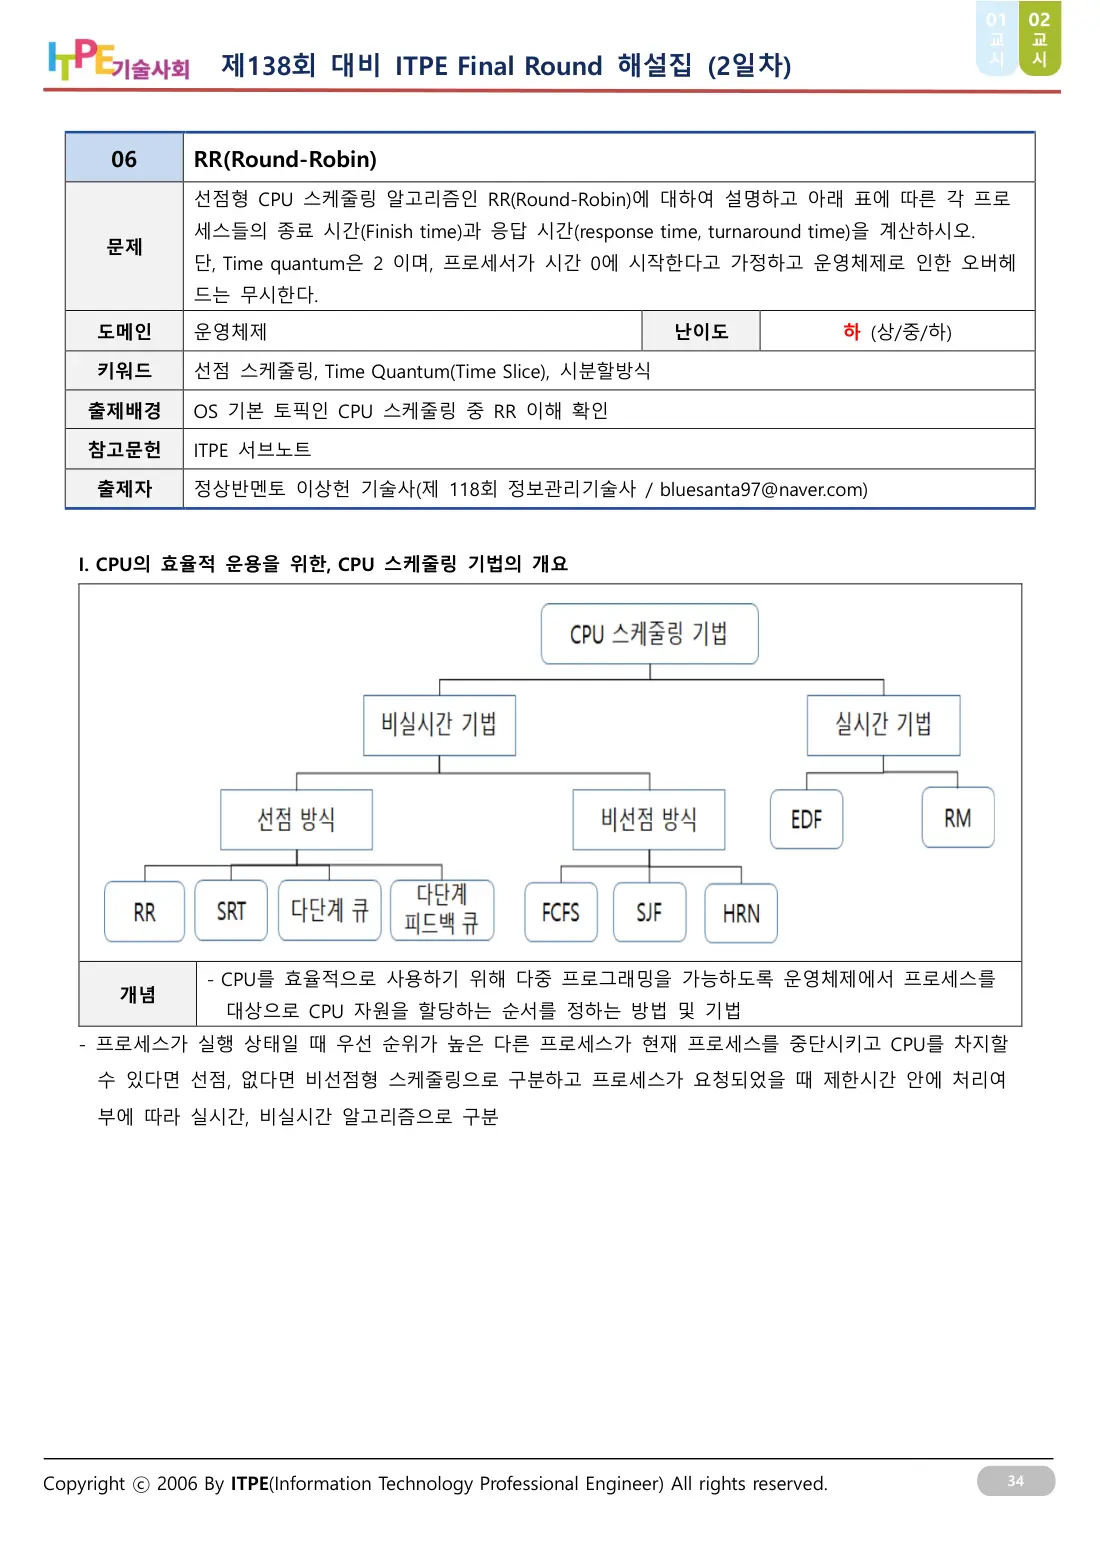 ITPE기술사회 제138회 대비 ITPE Final Round 해설집 (2일차)
01 교 시
02 교 시
06 RR(Round-Robin)
문제
선점형 CPU 스케줄링 알고리즘인 RR(Round-Robin)에 대하여 설명하고 아래 표에 따른 각 프로
세스들의 종료 시간(Finish time)과 응답 시간(response time, turnaround time)을 계산하시오.
단, Time quantum은 2 이며, 프로세서가 시간 0에 시작한다고 가정하고 운영체제로 인한 오버헤
드는 무시한다.
도메인 운영체제 난이도 하 (상/중/하)
키워드 선점 스케줄링, Time Quantum(Time Slice), 시분할방식
출제배경 OS 기본 토픽인 CPU 스케줄링 중 RR 이해 확인
참고문헌 ITPE 서브노트
출제자 정상반멘토 이상헌 기술사(제 118회 정보관리기술사 / bluesanta97@naver.com)
I. CPU의 효율적 운용을 위한, CPU 스케줄링 기법의 개요
CPU 스케줄링 기법
비실시간 기법 실시간 기법
선점 방식 비선점 방식 EDF RM
RR SRT 다단계 큐 다단계
피드백 큐 FCFS SJF HRN
개념
- CPU를 효율적으로 사용하기 위해 다중 프로그래밍을 가능하도록 운영체제에서 프로세스를
대상으로 CPU 자원을 할당하는 순서를 정하는 방법 및 기법
- 프로세스가 실행 상태일 때 우선 순위가 높은 다른 프로세스가 현재 프로세스를 중단시키고 CPU를 차지할
수 있다면 선점, 없다면 비선점형 스케줄링으로 구분하고 프로세스가 요청되었을 때 제한시간 안에 처리여
부에 따라 실시간, 비실시간 알고리즘으로 구분
Copyright ⓒ 2006 By ITPE(Information Technology Professional Engineer) All rights reserved.
34